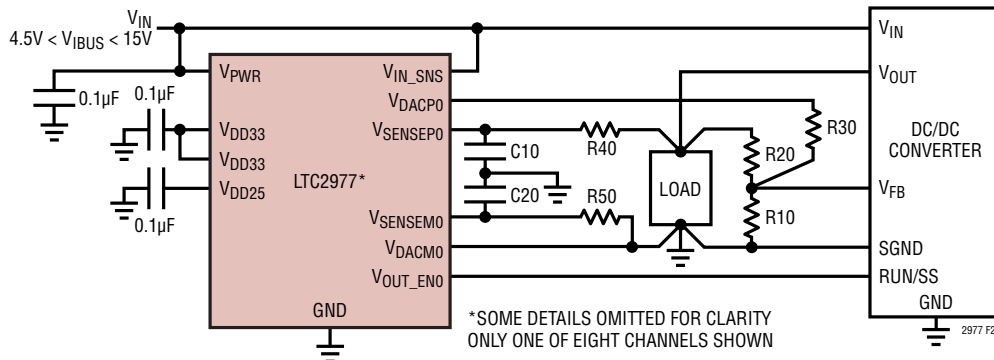 VIN
4.5V < VIBUS < 15V
0.1µF
0.1µF
0.1µF
VPWR
VDD33
VDD33
VDD25
LTC2977*
GND
VIN_SNS
VDACP0
VSENSEP0
VSENSEM0
VDACM0
VOUT_EN0
C10
C20
R40
R50
LOAD
R20
R10
R30
VIN
VOUT
DC/DC
CONVERTER
VFB
SGND
RUN/SS
GND
*SOME DETAILS OMITTED FOR CLARITY
ONLY ONE OF EIGHT CHANNELS SHOWN